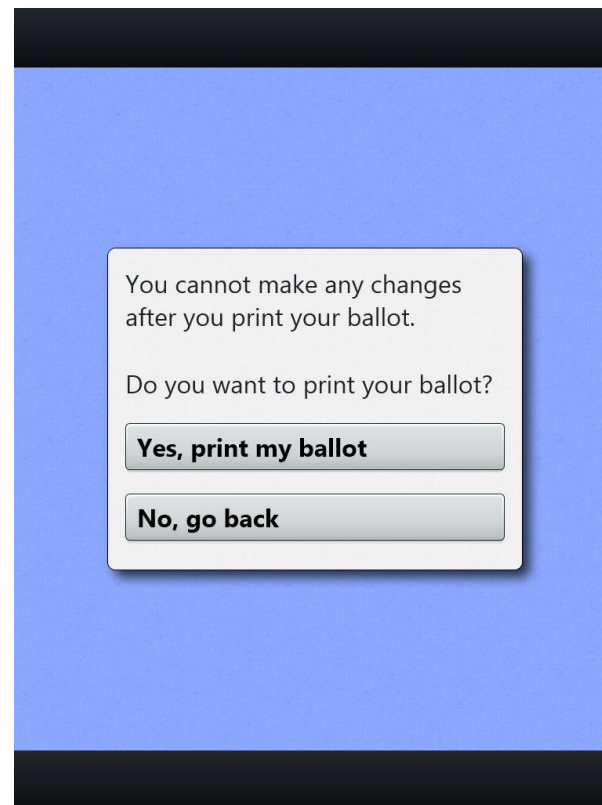 You cannot make any changes
after you print your ballot.
Do you want to print your ballot?
Yes, print my ballot
No, go back